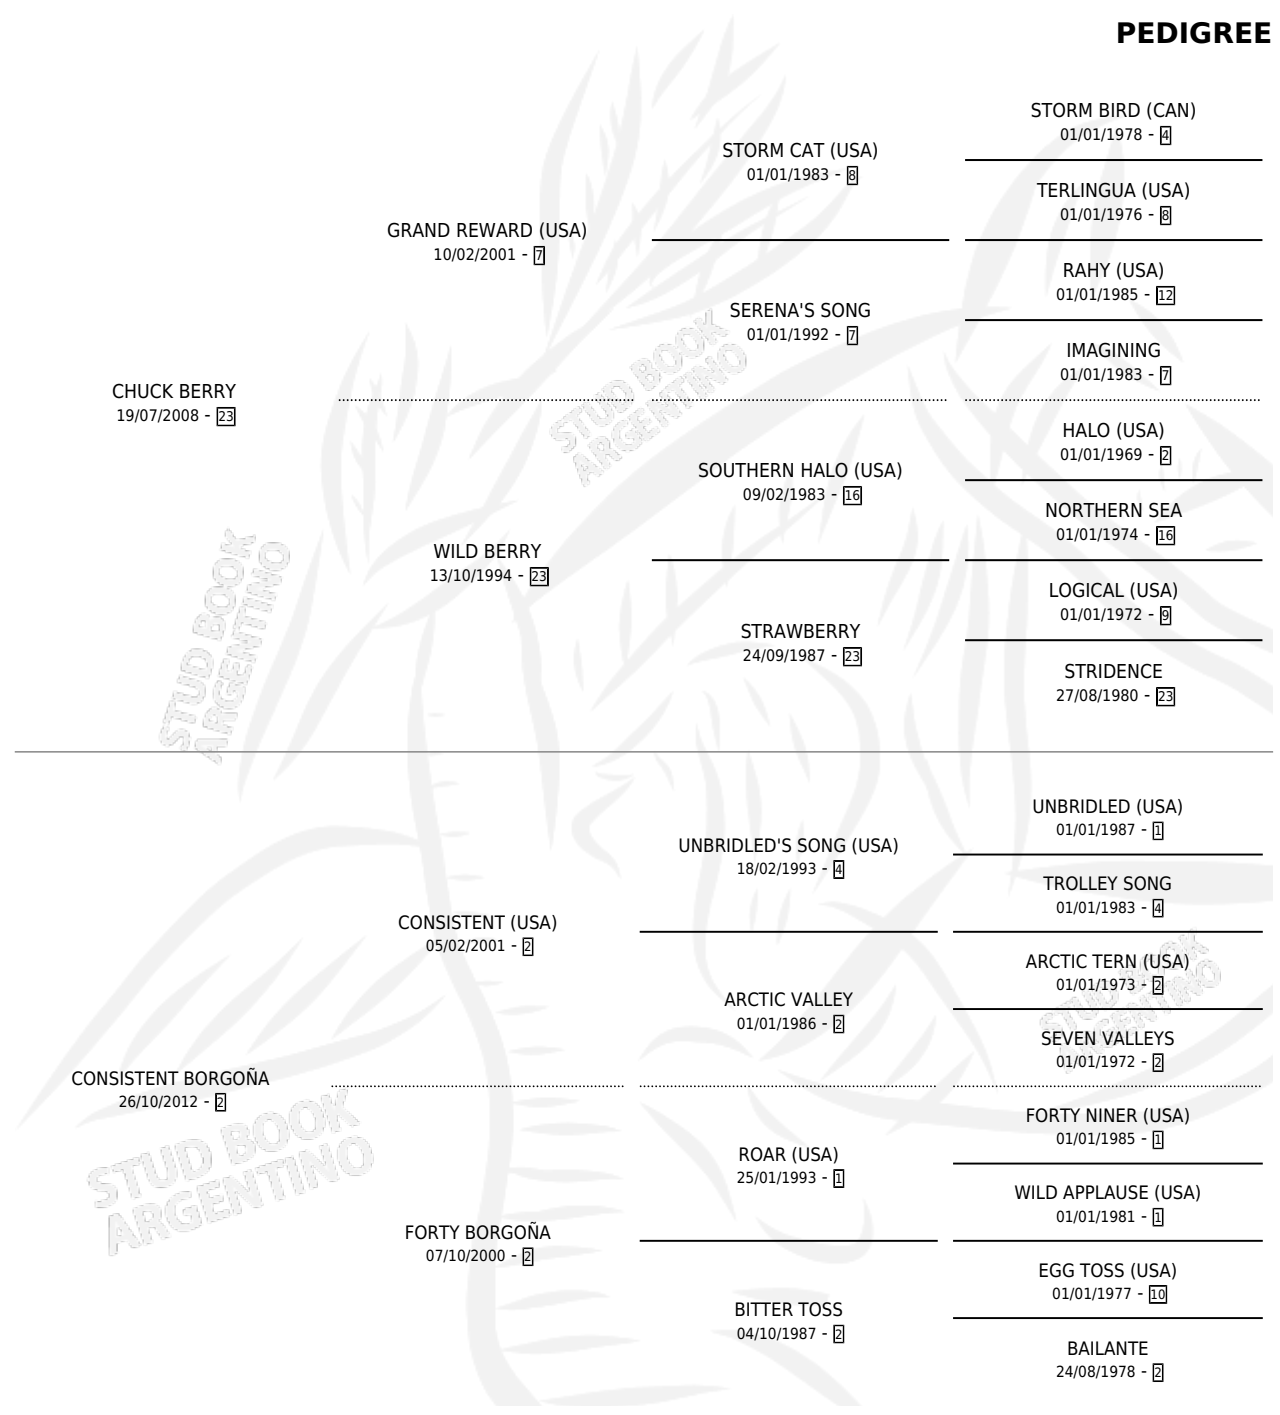 PEDIGREE
STORM BIRD (CAN)
01/01/1978 - 4
STORM CAT (USA)
01/01/1983 - 8
TERLINGUA (USA)
01/01/1976 - 8
GRAND REWARD (USA)
10/02/2001 - 7
RAHY (USA)
01/01/1985 - 12
SERENA'S SONG
01/01/1992 - 7
IMAGINING
01/01/1983 - 7
CHUCK BERRY
19/07/2008 - 23
STUD BOOK
ARGENTINO
HALO (USA)
01/01/1969 - 2
SOUTHERN HALO (USA)
09/02/1983 - 16
NORTHERN SEA
01/01/1974 - 16
WILD BERRY
13/10/1994 - 23
LOGICAL (USA)
01/01/1972 - 9
STRAWBERRY
24/09/1987 - 23
STRIDENCE
27/08/1980 - 23
STUD BOOK
ARGENTINO
UNBRIDLED (USA)
01/01/1987 - 1
UNBRIDLED'S SONG (USA)
18/02/1993 - 4
TROLLEY SONG
01/01/1983 - 4
CONSISTENT (USA)
05/02/2001 - 2
ARCTIC TERN (USA)
01/01/1973 - 2
ARCTIC VALLEY
01/01/1986 - 2
SEVEN VALLEYS
01/01/1972 - 2
STUD BOOK
ARGENTINO
CONSISTENT BORGOÑA
26/10/2012 - 2
FORTY NINER (USA)
01/01/1985 - 1
ROAR (USA)
25/01/1993 - 1
WILD APPLAUSE (USA)
01/01/1981 - 1
STUD BOOK
ARGENTINO
FORTY BORGOÑA
07/10/2000 - 2
EGG TOSS (USA)
01/01/1977 - 10
BITTER TOSS
04/10/1987 - 2
BAILANTE
24/08/1978 - 2